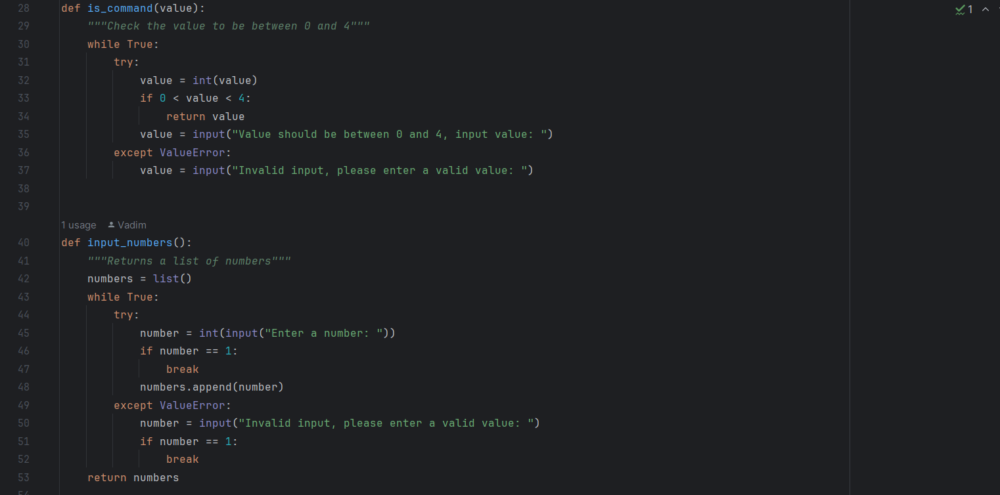 28 def is_command(value):
1
29 """Check the value to be between 0 and 4"""
30 while True:
31 try:
32 value = int(value)
33 if 0 < value < 4:
34 return value
35 value = input("Value should be between 0 and 4, input value: ")
36 except ValueError:
37 value = input("Invalid input, please enter a valid value: ")
38
39
1 usage Vadim
40 def input_numbers():
41 """Returns a list of numbers"""
42 numbers = list()
43 while True:
44 try:
45 number = int(input("Enter a number: "))
46 if number == 1:
47 break
48 numbers.append(number)
49 except ValueError:
50 number = input("Invalid input, please enter a valid value: ")
51 if number == 1:
52 break
53 return numbers
54